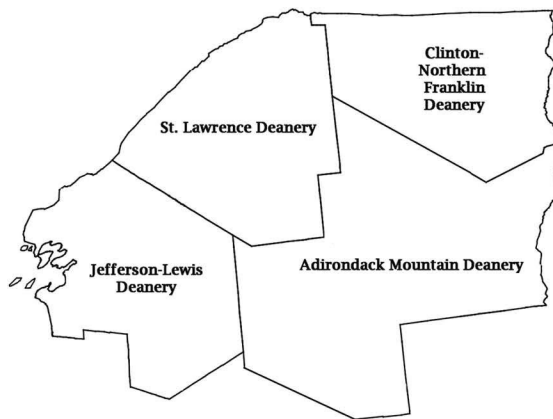 Clinton-
Northern
Franklin
Deanery
St. Lawrence Deanery
Jefferson-Lewis
Deanery
Adirondack Mountain Deanery